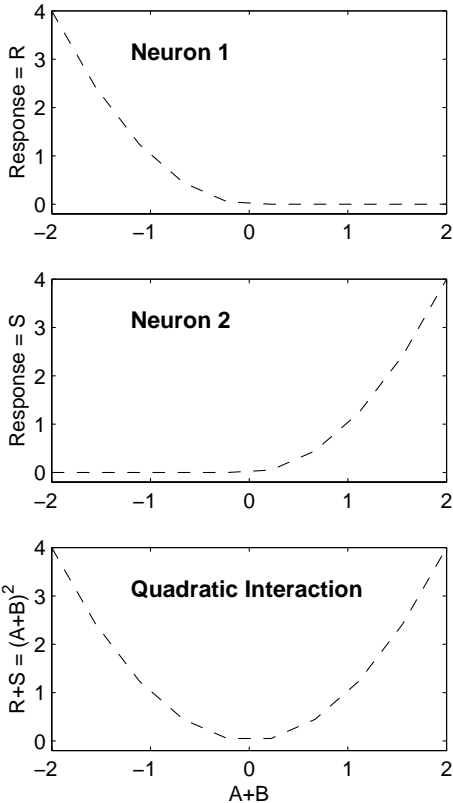 4
3
2
1
0
Response = R
Neuron 1
−2 −1 0 1 2
4
3
2
1
0
Response = S
Neuron 2
−2 −1 0 1 2
4
3
2
1
0
R+S = (A+B)^2
Quadratic Interaction
−2 −1 0 1 2
A+B